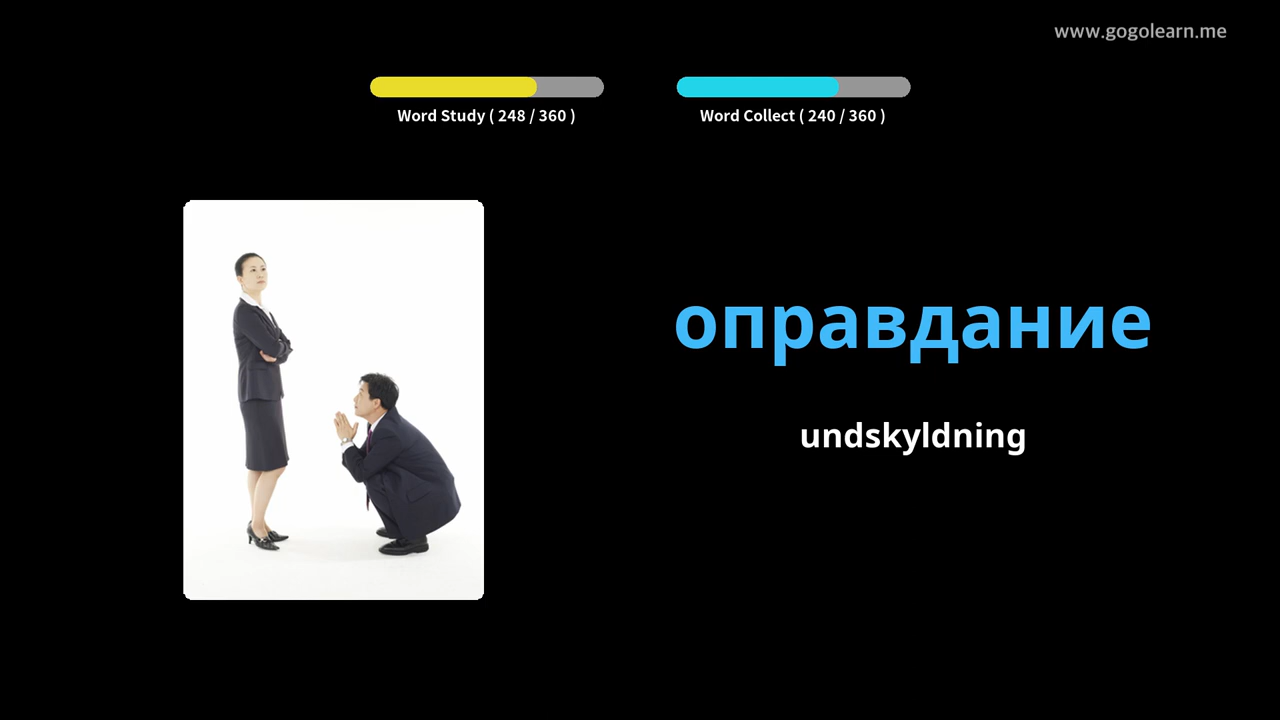 www.gogolearn.me
Word Study ( 248 / 360 )
Word Collect ( 240 / 360 )
оправдание
undskyldning